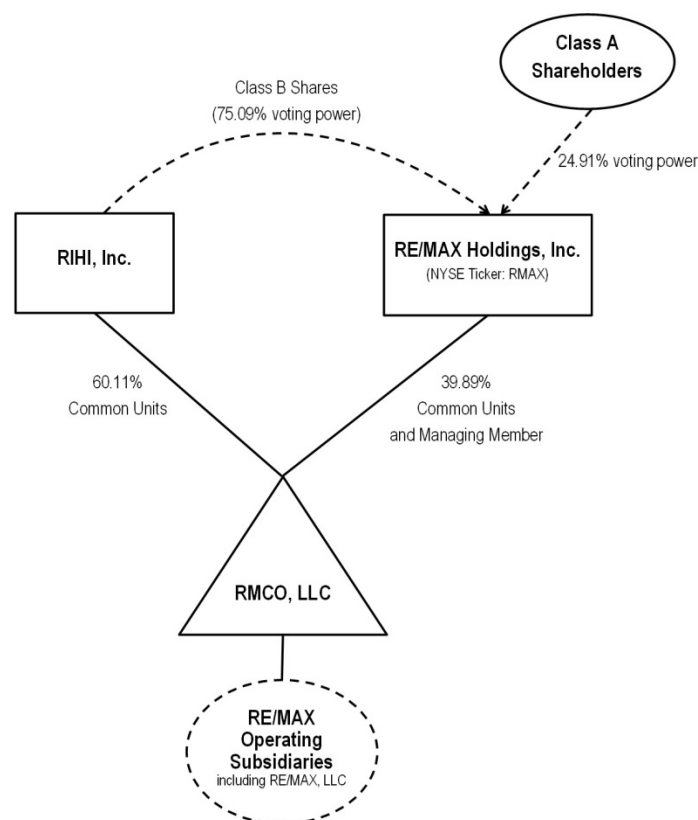 Class A
Shareholders
Class B Shares
(75.09% voting power)
24.91% voting power
RIHI, Inc.
RE/MAX Holdings, Inc.
(NYSE Ticker: RMAX)
60.11%
Common Units
39.89%
Common Units
and Managing Member
RMCO, LLC
RE/MAX
Operating
Subsidiaries
including RE/MAX, LLC